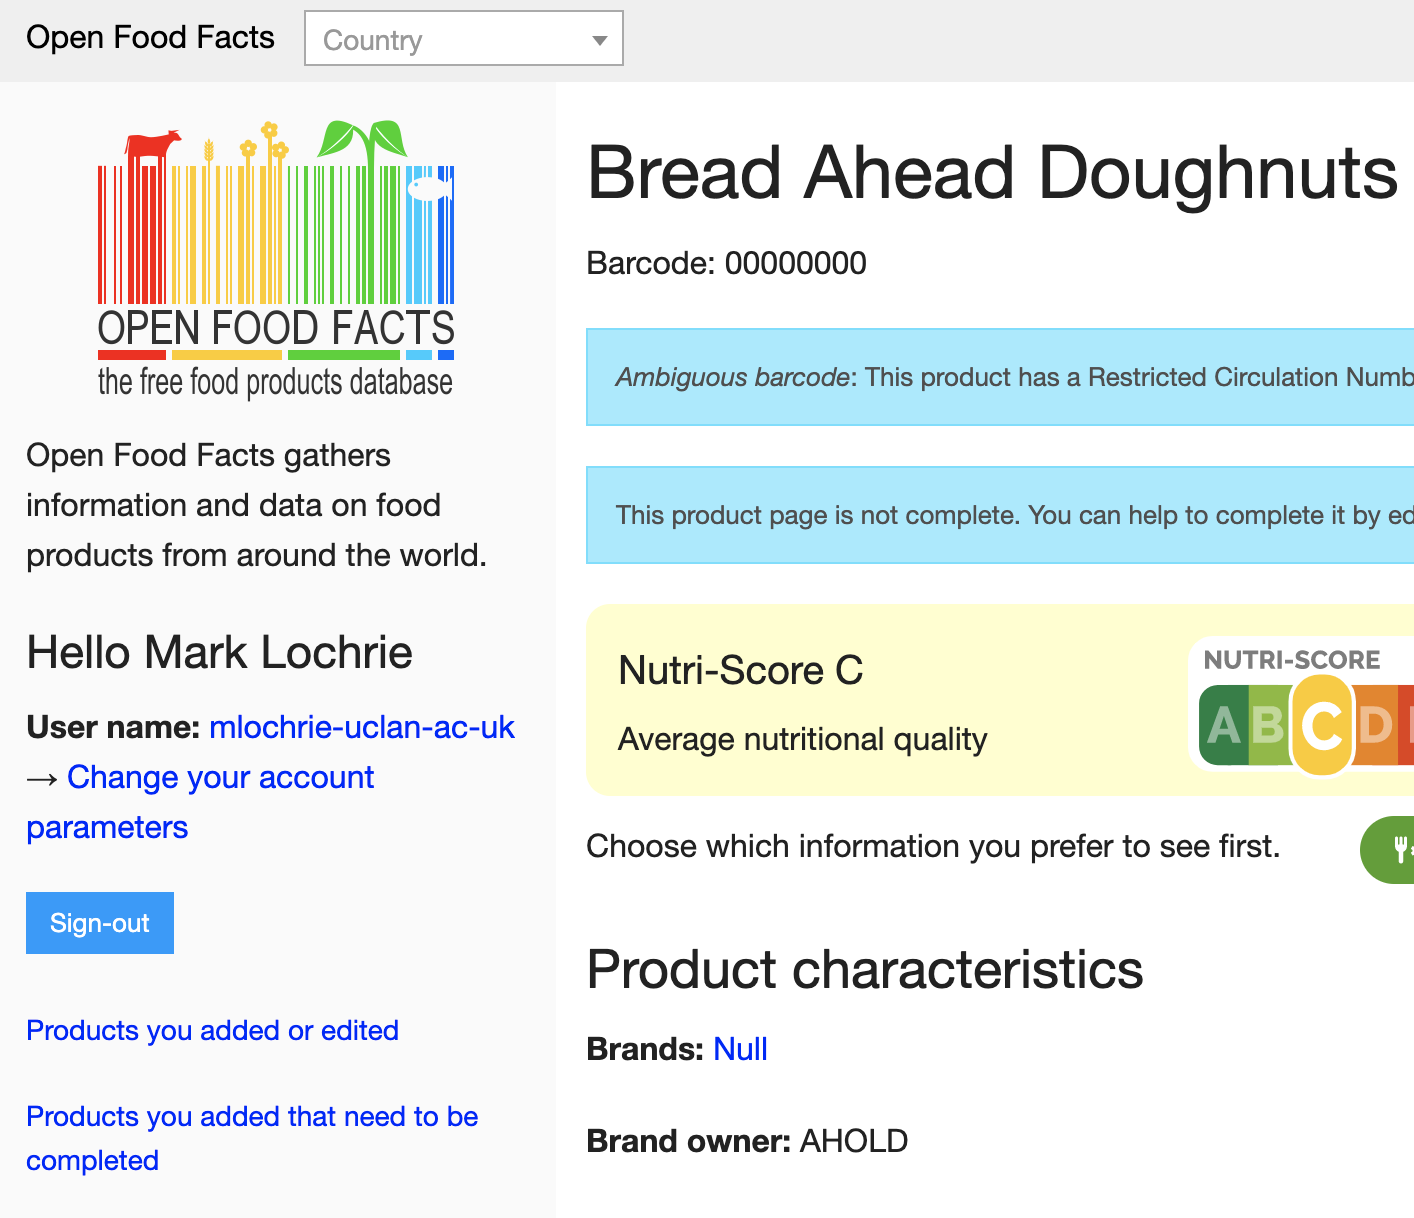 Open Food Facts
Country
OPEN FOOD FACTS
the free food products database
Open Food Facts gathers
information and data on food
products from around the world.
Hello Mark Lochrie
User name: mlochrie-uclan-ac-uk
→ Change your account
parameters
Sign-out
Products you added or edited
Products you added that need to be
completed
Bread Ahead Doughnuts
Barcode: 00000000
Ambiguous barcode: This product has a Restricted Circulation Numb
This product page is not complete. You can help to complete it by ed
Nutri-Score C
Average nutritional quality
NUTRI-SCORE
A B C D
Choose which information you prefer to see first.
Product characteristics
Brands: Null
Brand owner: AHOLD